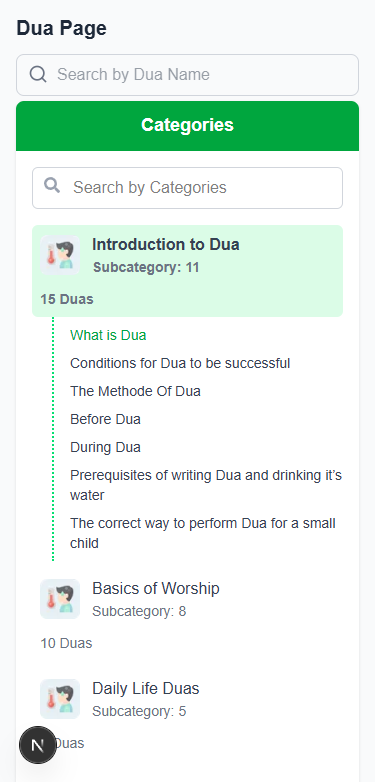 Dua Page
Search by Dua Name
Categories
Search by Categories
Introduction to Dua
Subcategory: 11
15 Duas
What is Dua
Conditions for Dua to be successful
The Methode Of Dua
Before Dua
During Dua
Prerequisites of writing Dua and drinking it's
water
The correct way to perform Dua for a small
child
Basics of Worship
Subcategory: 8
10 Duas
Daily Life Duas
Subcategory: 5
N
Duas